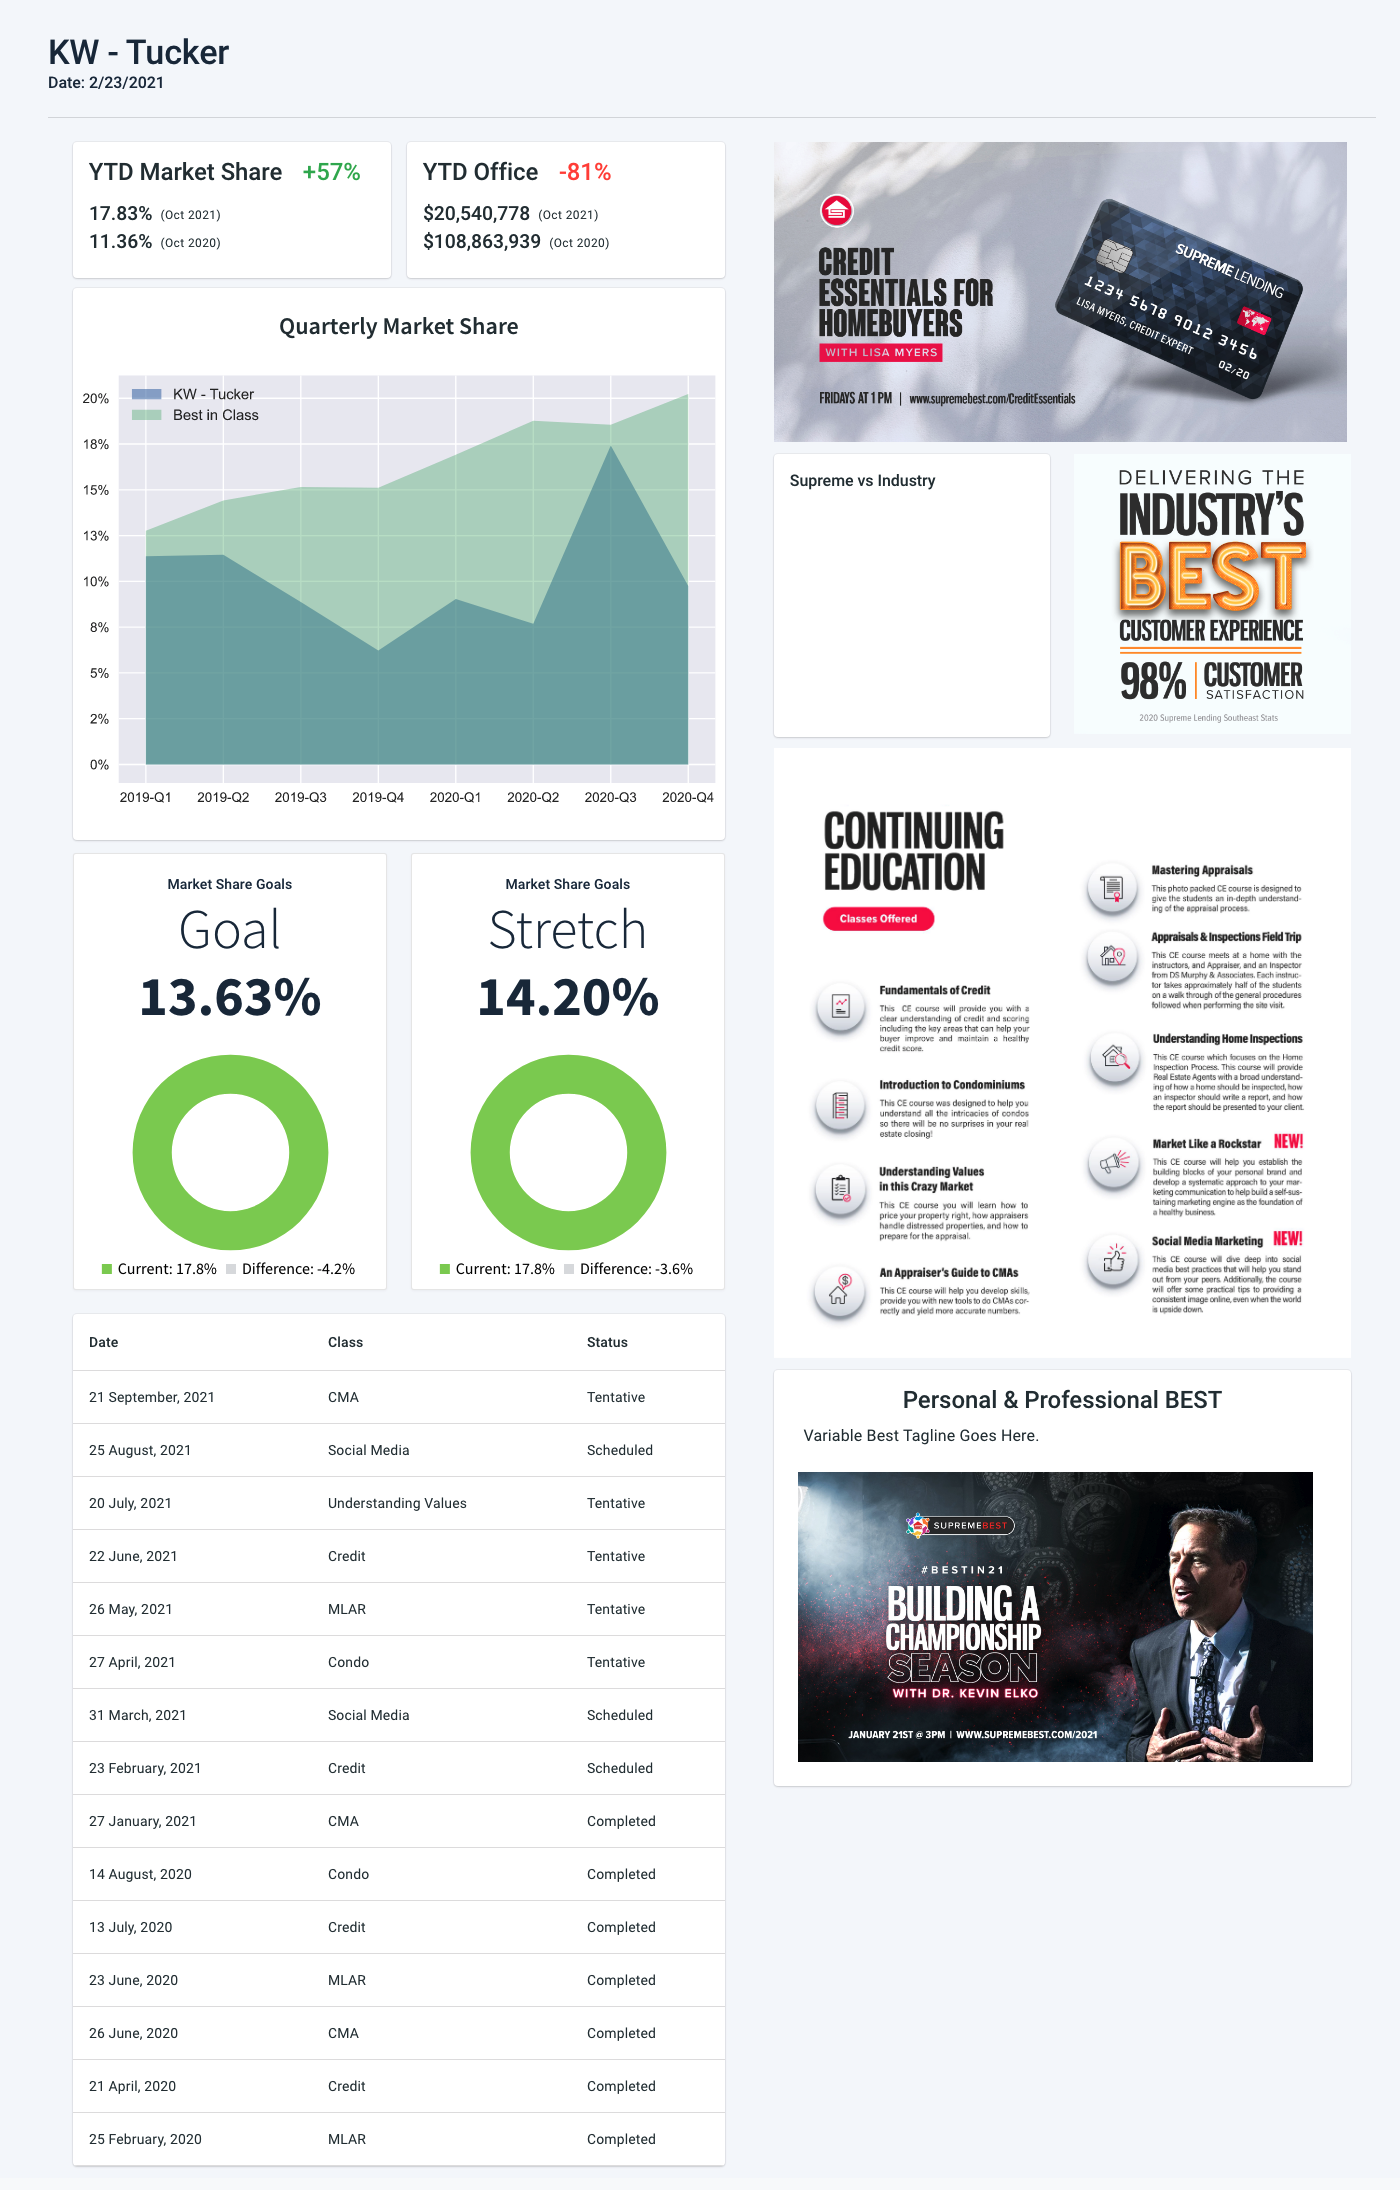 KW - Tucker
Date: 2/23/2021
YTD Market Share +57%
17.83% (Oct 2021)
11.36% (Oct 2020)
YTD Office -81%
$20,540,778 (Oct 2021)
$108,863,939 (Oct 2020)
Quarterly Market Share
KW - Tucker
Best in Class
20%
18%
15%
13%
10%
8%
5%
2%
0%
2019-Q1 2019-Q2 2019-Q3 2019-Q4 2020-Q1 2020-Q2 2020-Q3 2020-Q4
Market Share Goals
Goal
13.63%
Current: 17.8% Difference: -4.2%
Market Share Goals
Stretch
14.20%
Current: 17.8% Difference: -3.6%
Date Class Status
21 September, 2021 CMA Tentative
25 August, 2021 Social Media Scheduled
20 July, 2021 Understanding Values Tentative
22 June, 2021 Credit Tentative
26 May, 2021 MLAR Tentative
27 April, 2021 Condo Tentative
31 March, 2021 Social Media Scheduled
23 February, 2021 Credit Scheduled
27 January, 2021 CMA Completed
14 August, 2020 Condo Completed
13 July, 2020 Credit Completed
23 June, 2020 MLAR Completed
26 June, 2020 CMA Completed
21 April, 2020 Credit Completed
25 February, 2020 MLAR Completed
CREDIT
ESSENTIALS FOR
HOMEBUYERS
WITH LISA MYERS
FRIDAYS AT 1 PM | www.supremebest.com/CreditEssentials
SUPREME LENDING
1234 5678 9012 3456
LISA MYERS, CREDIT EXPERT
02/20
Supreme vs Industry
DELIVERING THE
INDUSTRY'S
BEST
CUSTOMER EXPERIENCE
98% | CUSTOMER
SATISFACTION
2020 Supreme Lending Southeast Stats
CONTINUING
EDUCATION
Classes Offered
Fundamentals of Credit
This CE course will provide you with a
clear understanding of credit and scoring
including the key areas that can help your
buyer improve and maintain a healthy
credit score.
Introduction to Condominiums
This CE course was designed to help you
understand all the intricacies of condos
so there will be no surprises in your real
estate closing!
Understanding Values
in this Crazy Market
This CE course you will learn how to
price your property right, how appraisers
handle distressed properties, and how to
prepare for the appraisal.
An Appraiser's Guide to CMAs
This CE course will help you develop skills,
provide you with new tools to do CMAs cor-
rectly and yield more accurate numbers.
Mastering Appraisals
This photo packed CE course is designed to
give the students an in-depth understand-
ing of the appraisal process.
Appraisals & Inspections Field Trip
This CE course meets at a home with the
instructors, and Appraiser, and an Inspector
from DS Murphy & Associates. Each instruc-
tor takes approximately half of the students
on a walk through of the general procedures
followed when performing the site visit.
Understanding Home Inspections
This CE course which focuses on the Home
Inspection Process. This course will provide
Real Estate Agents with a broad understand-
ing of how a home should be inspected, how
an inspector should write a report, and how
the report should be presented to your client.
Market Like a Rockstar NEW!
This CE course will help you establish the
building blocks of your personal brand and
develop a systematic approach to your mar-
keting communication to help build a self-sus-
taining marketing engine as the foundation of
a healthy business.
Social Media Marketing NEW!
This CE course will dive deep into social
media best practices that will help you stand
out from your peers. Additionally, the course
will offer some practical tips to providing a
consistent image online, even when the world
is upside down.
Personal & Professional BEST
Variable Best Tagline Goes Here.
SUPREMEBEST
#BESTIN21
BUILDING A
CHAMPIONSHIP
SEASON
WITH DR. KEVIN ELKO
JANUARY 21ST @ 3PM | WWW.SUPREMEBEST.COM/2021